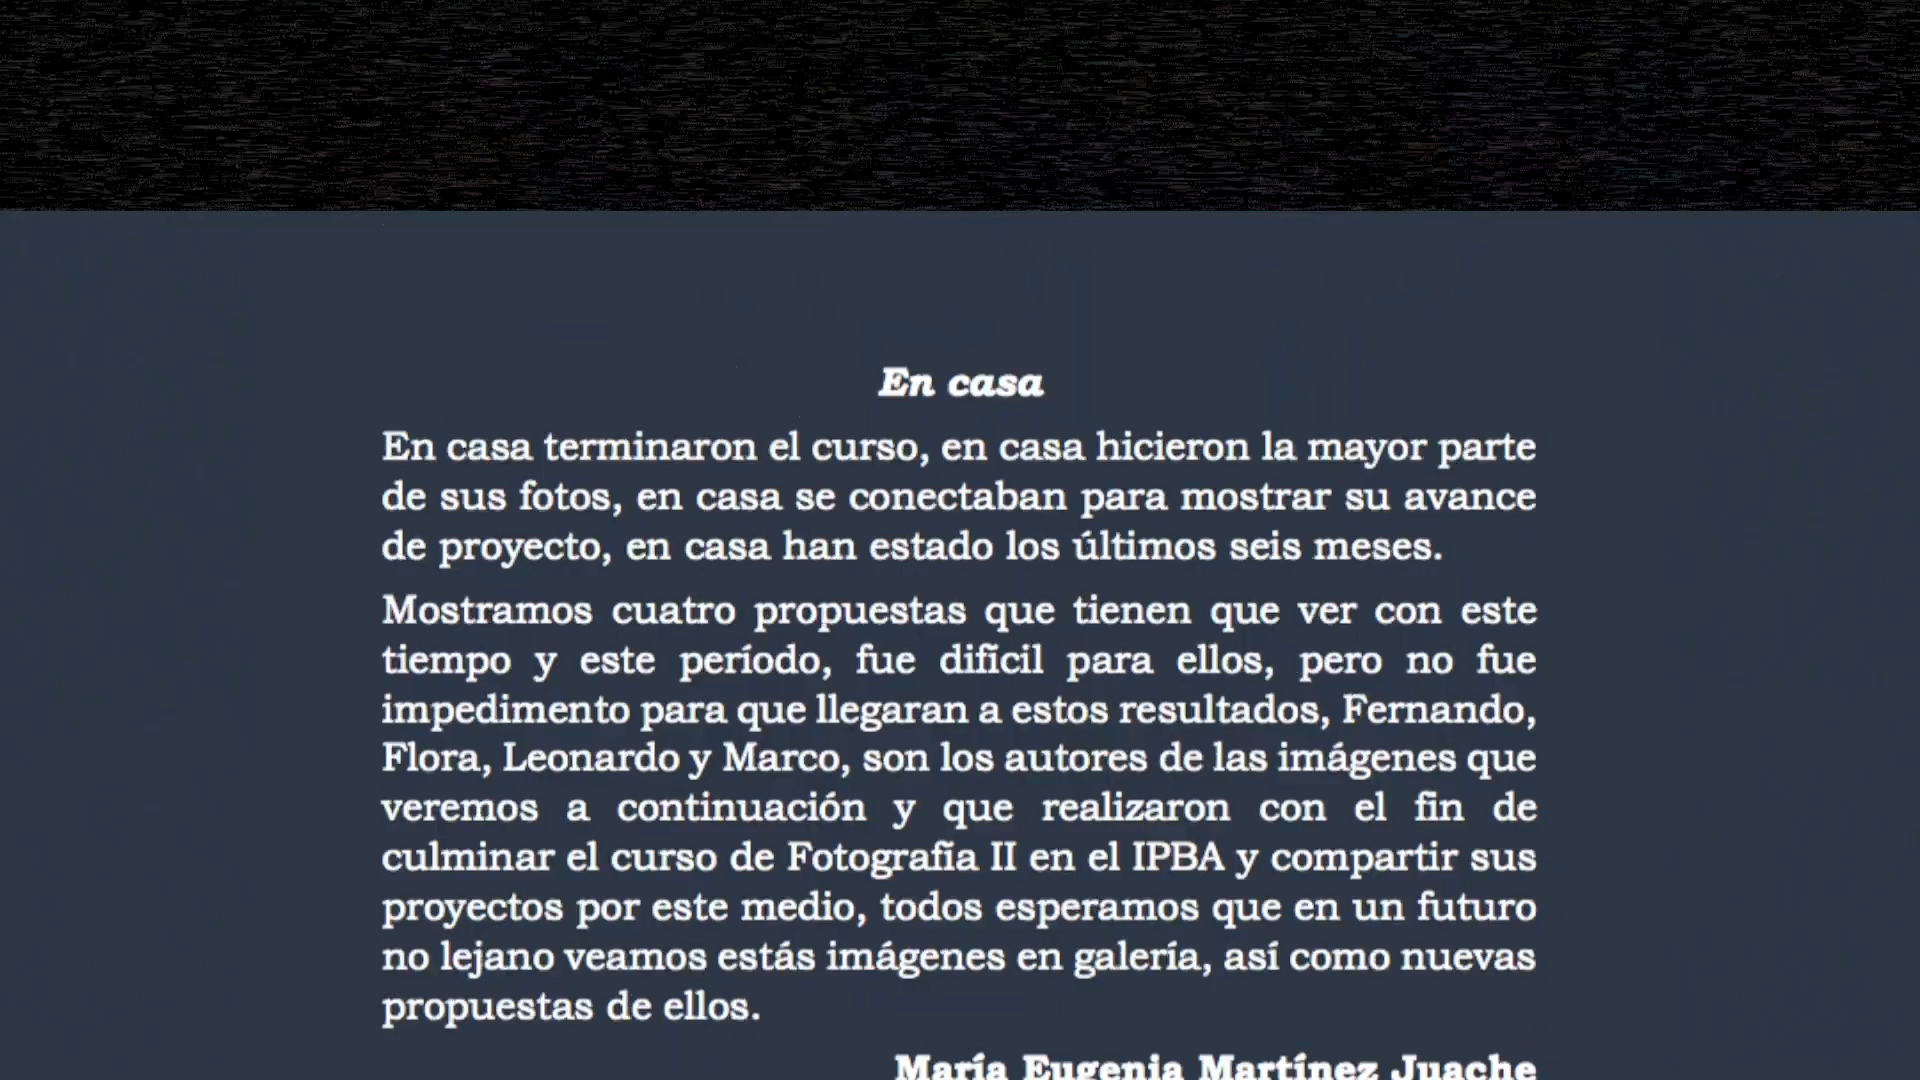 En casa
En casa terminaron el curso, en casa hicieron la mayor parte
de sus fotos, en casa se conectaban para mostrar su avance
de proyecto, en casa han estado los últimos seis meses.
Mostramos cuatro propuestas que tienen que ver con este
tiempo y este período, fue difícil para ellos, pero no fue
impedimento para que llegaran a estos resultados, Fernando,
Flora, Leonardo y Marco, son los autores de las imágenes que
veremos a continuación y que realizaron con el fin de
culminar el curso de Fotografía II en el IPBA y compartir sus
proyectos por este medio, todos esperamos que en un futuro
no lejano veamos estás imágenes en galería, así como nuevas
propuestas de ellos.
María Eugenia Martínez Juache